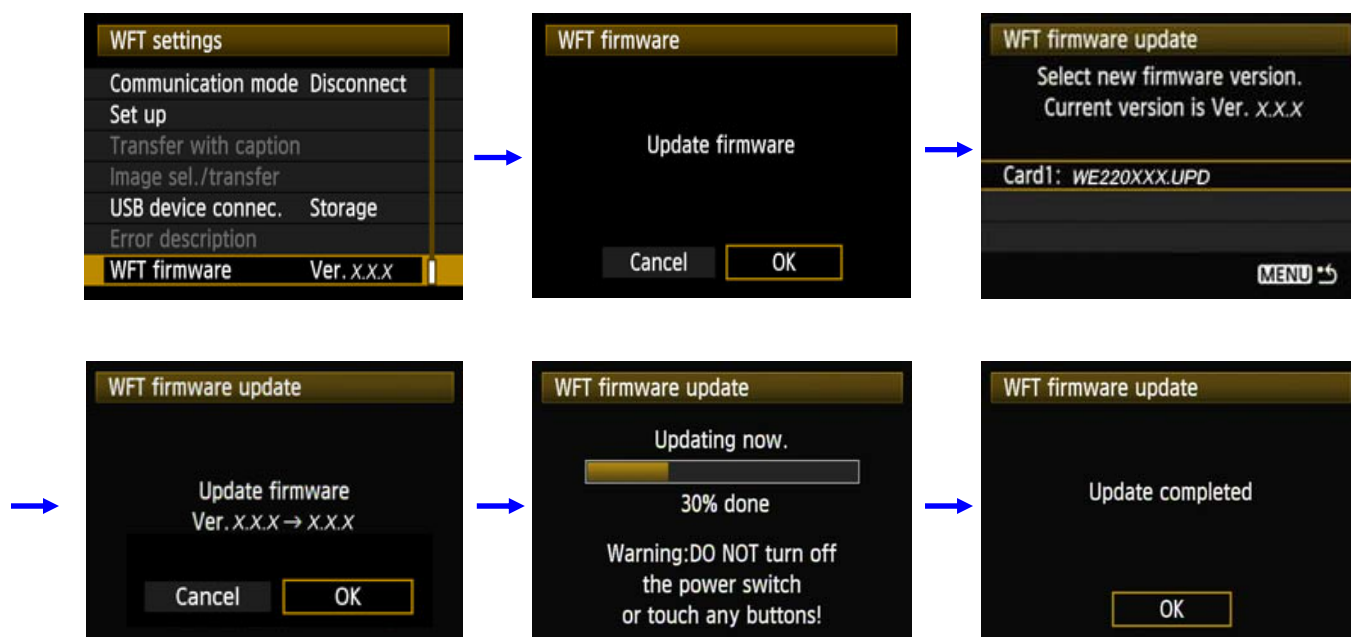 WFT settings
Communication mode Disconnect
Set up
Transfer with caption
Image sel./transfer
USB device connec. Storage
Error description
WFT firmware Ver. X.X.X
WFT firmware
Update firmware
Cancel OK
WFT firmware update
Select new firmware version.
Current version is Ver. X.X.X
Card1: WE220XXX.UPD
MENU
WFT firmware update
Update firmware
Ver. X.X.X → X.X.X
Cancel OK
WFT firmware update
Updating now.
30% done
Warning:DO NOT turn off
the power switch
or touch any buttons!
WFT firmware update
Update completed
OK